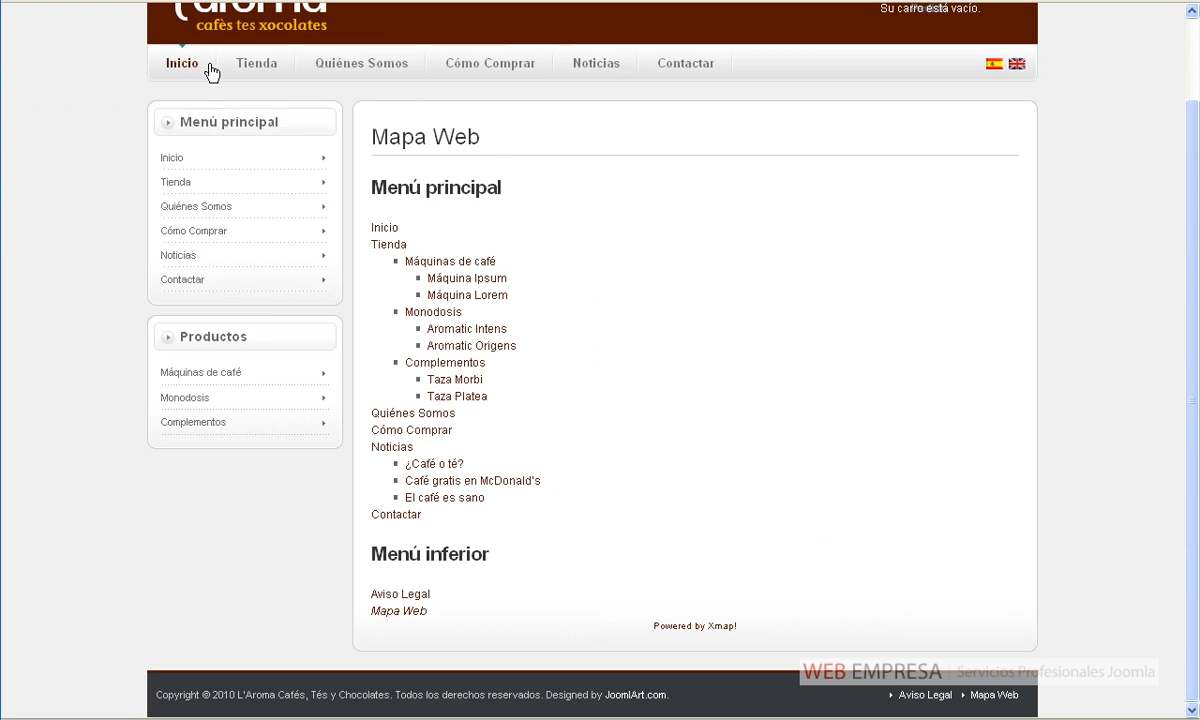 l'aroma
cafès tes xocolates
Su carro está vacío.
Inicio Tienda Quiénes Somos Cómo Comprar Noticias Contactar
Menú principal
Inicio
Tienda
Quiénes Somos
Cómo Comprar
Noticias
Contactar
Productos
Máquinas de café
Monodosis
Complementos
Mapa Web
Menú principal
Inicio
Tienda
Máquinas de café
Máquina Ipsum
Máquina Lorem
Monodosis
Aromatic Intens
Aromatic Origens
Complementos
Taza Morbi
Taza Platea
Quiénes Somos
Cómo Comprar
Noticias
¿Café o té?
Café gratis en McDonald's
El café es sano
Contactar
Menú inferior
Aviso Legal
Mapa Web
Powered by Xmap!
WEB EMPRESA Servicios Profesionales Joomla
Copyright © 2010 L'Aroma Cafés, Tés y Chocolates. Todos los derechos reservados. Designed by JoomlArt.com. Aviso Legal Mapa Web